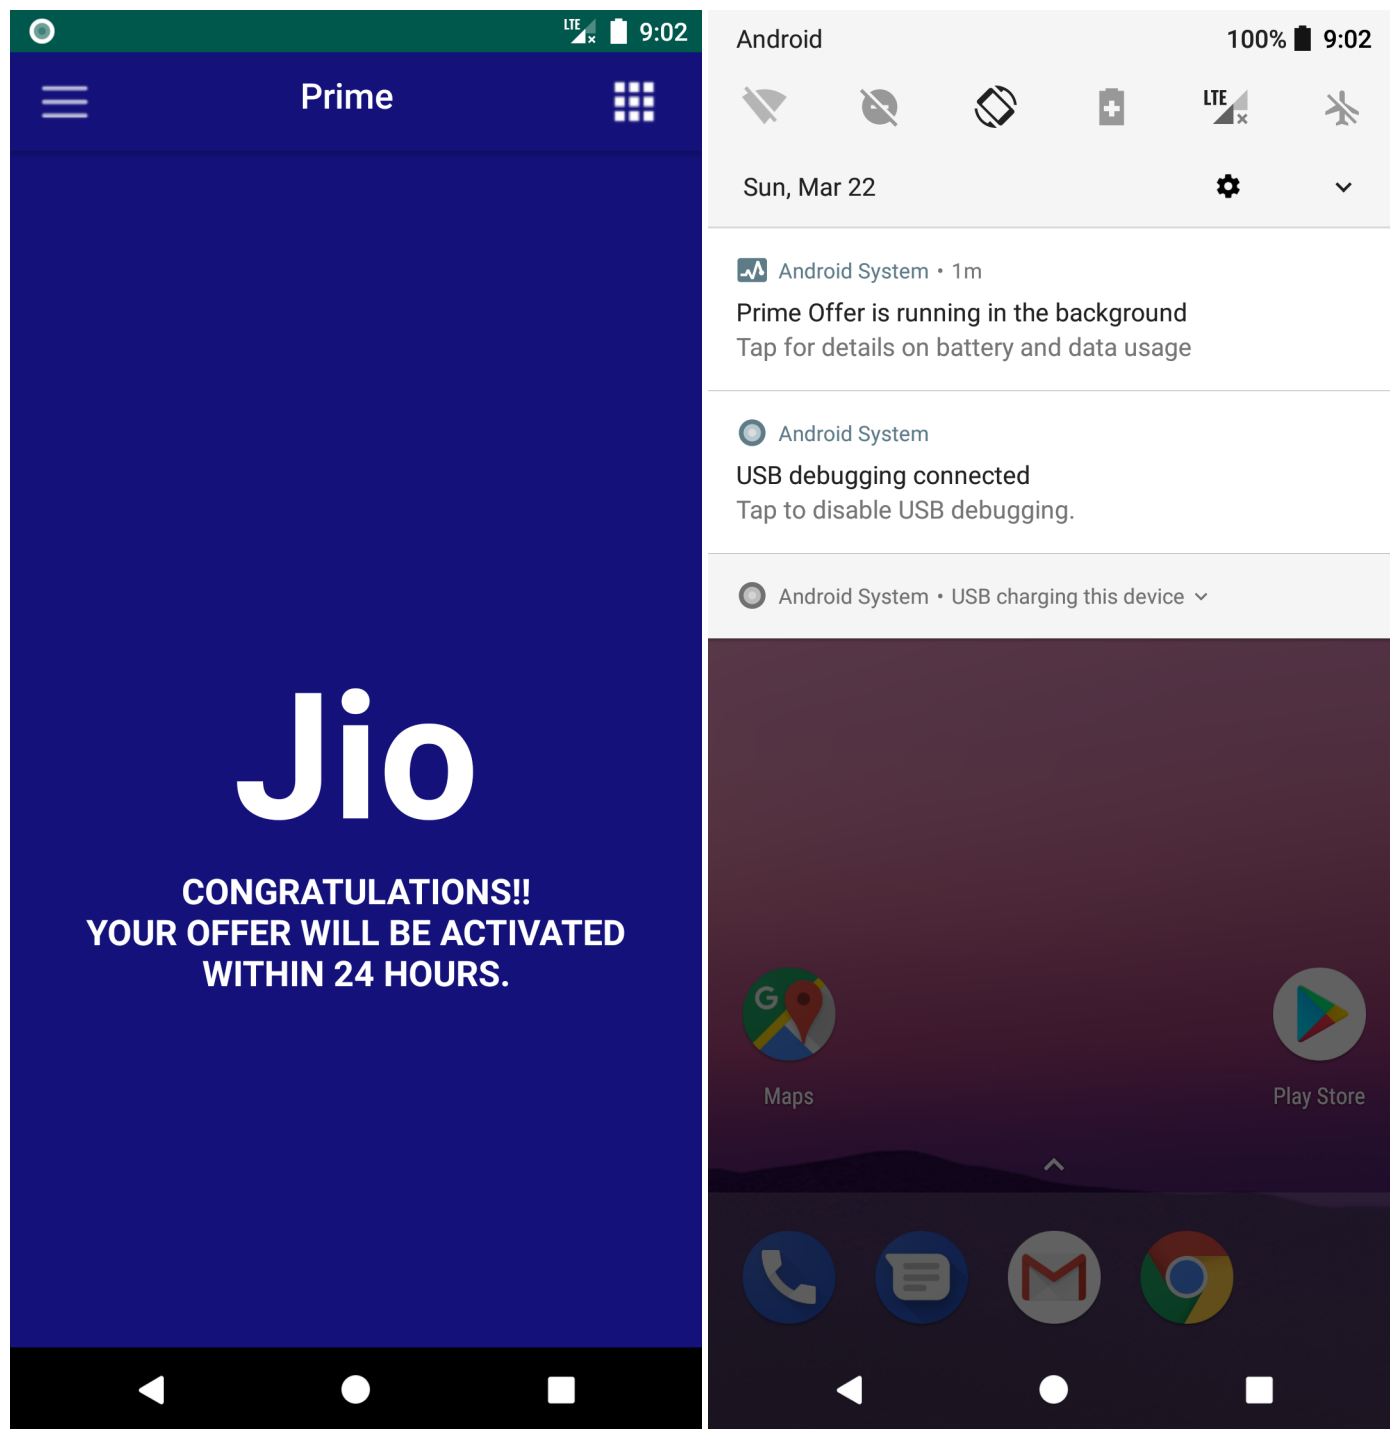 LTE 9:02
Prime
Jio
CONGRATULATIONS!!
YOUR OFFER WILL BE ACTIVATED
WITHIN 24 HOURS.
Android 100% 9:02
LTE
Sun, Mar 22
Android System • 1m
Prime Offer is running in the background
Tap for details on battery and data usage
Android System
USB debugging connected
Tap to disable USB debugging.
Android System • USB charging this device
G
Maps Play Store